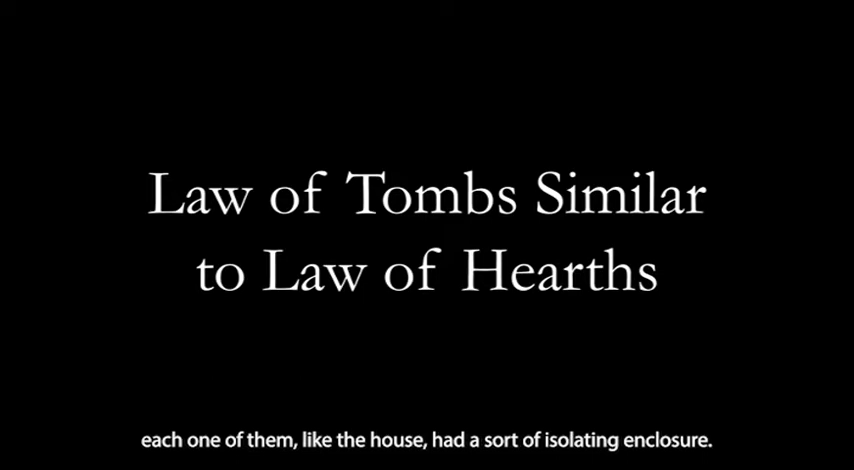 Law of Tombs Similar
to Law of Hearths
each one of them, like the house, had a sort of isolating enclosure.